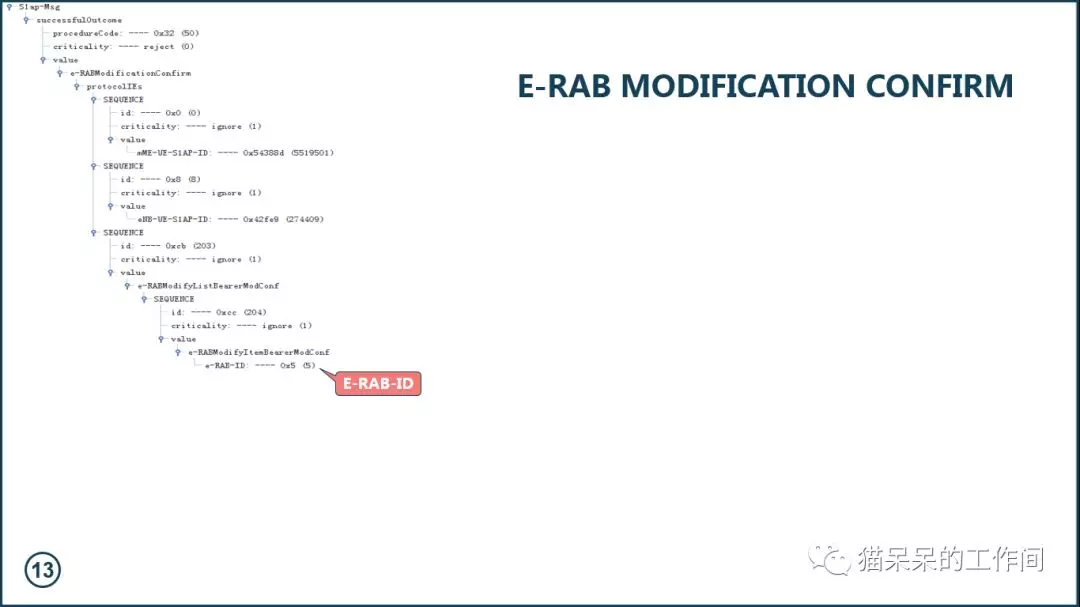 S1ap-Msg
successfulOutcome
procedureCode: ---- 0x32 (50)
criticality: ---- reject (0)
value
e-RABModificationConfirm
protocolIEs
SEQUENCE
id: ---- 0x0 (0)
criticality: ---- ignore (1)
value
mME-UE-S1AP-ID: ---- 0x54388d (5519501)
SEQUENCE
id: ---- 0x8 (8)
criticality: ---- ignore (1)
value
eNB-UE-S1AP-ID: ---- 0x42fe9 (274409)
SEQUENCE
id: ---- 0xcb (203)
criticality: ---- ignore (1)
value
e-RABModifyListBearerModConf
SEQUENCE
id: ---- 0xcc (204)
criticality: ---- ignore (1)
value
e-RABModifyItemBearerModConf
e-RAB-ID: ---- 0x5 (5)
E-RAB-ID
E-RAB MODIFICATION CONFIRM
13
猫呆呆的工作间